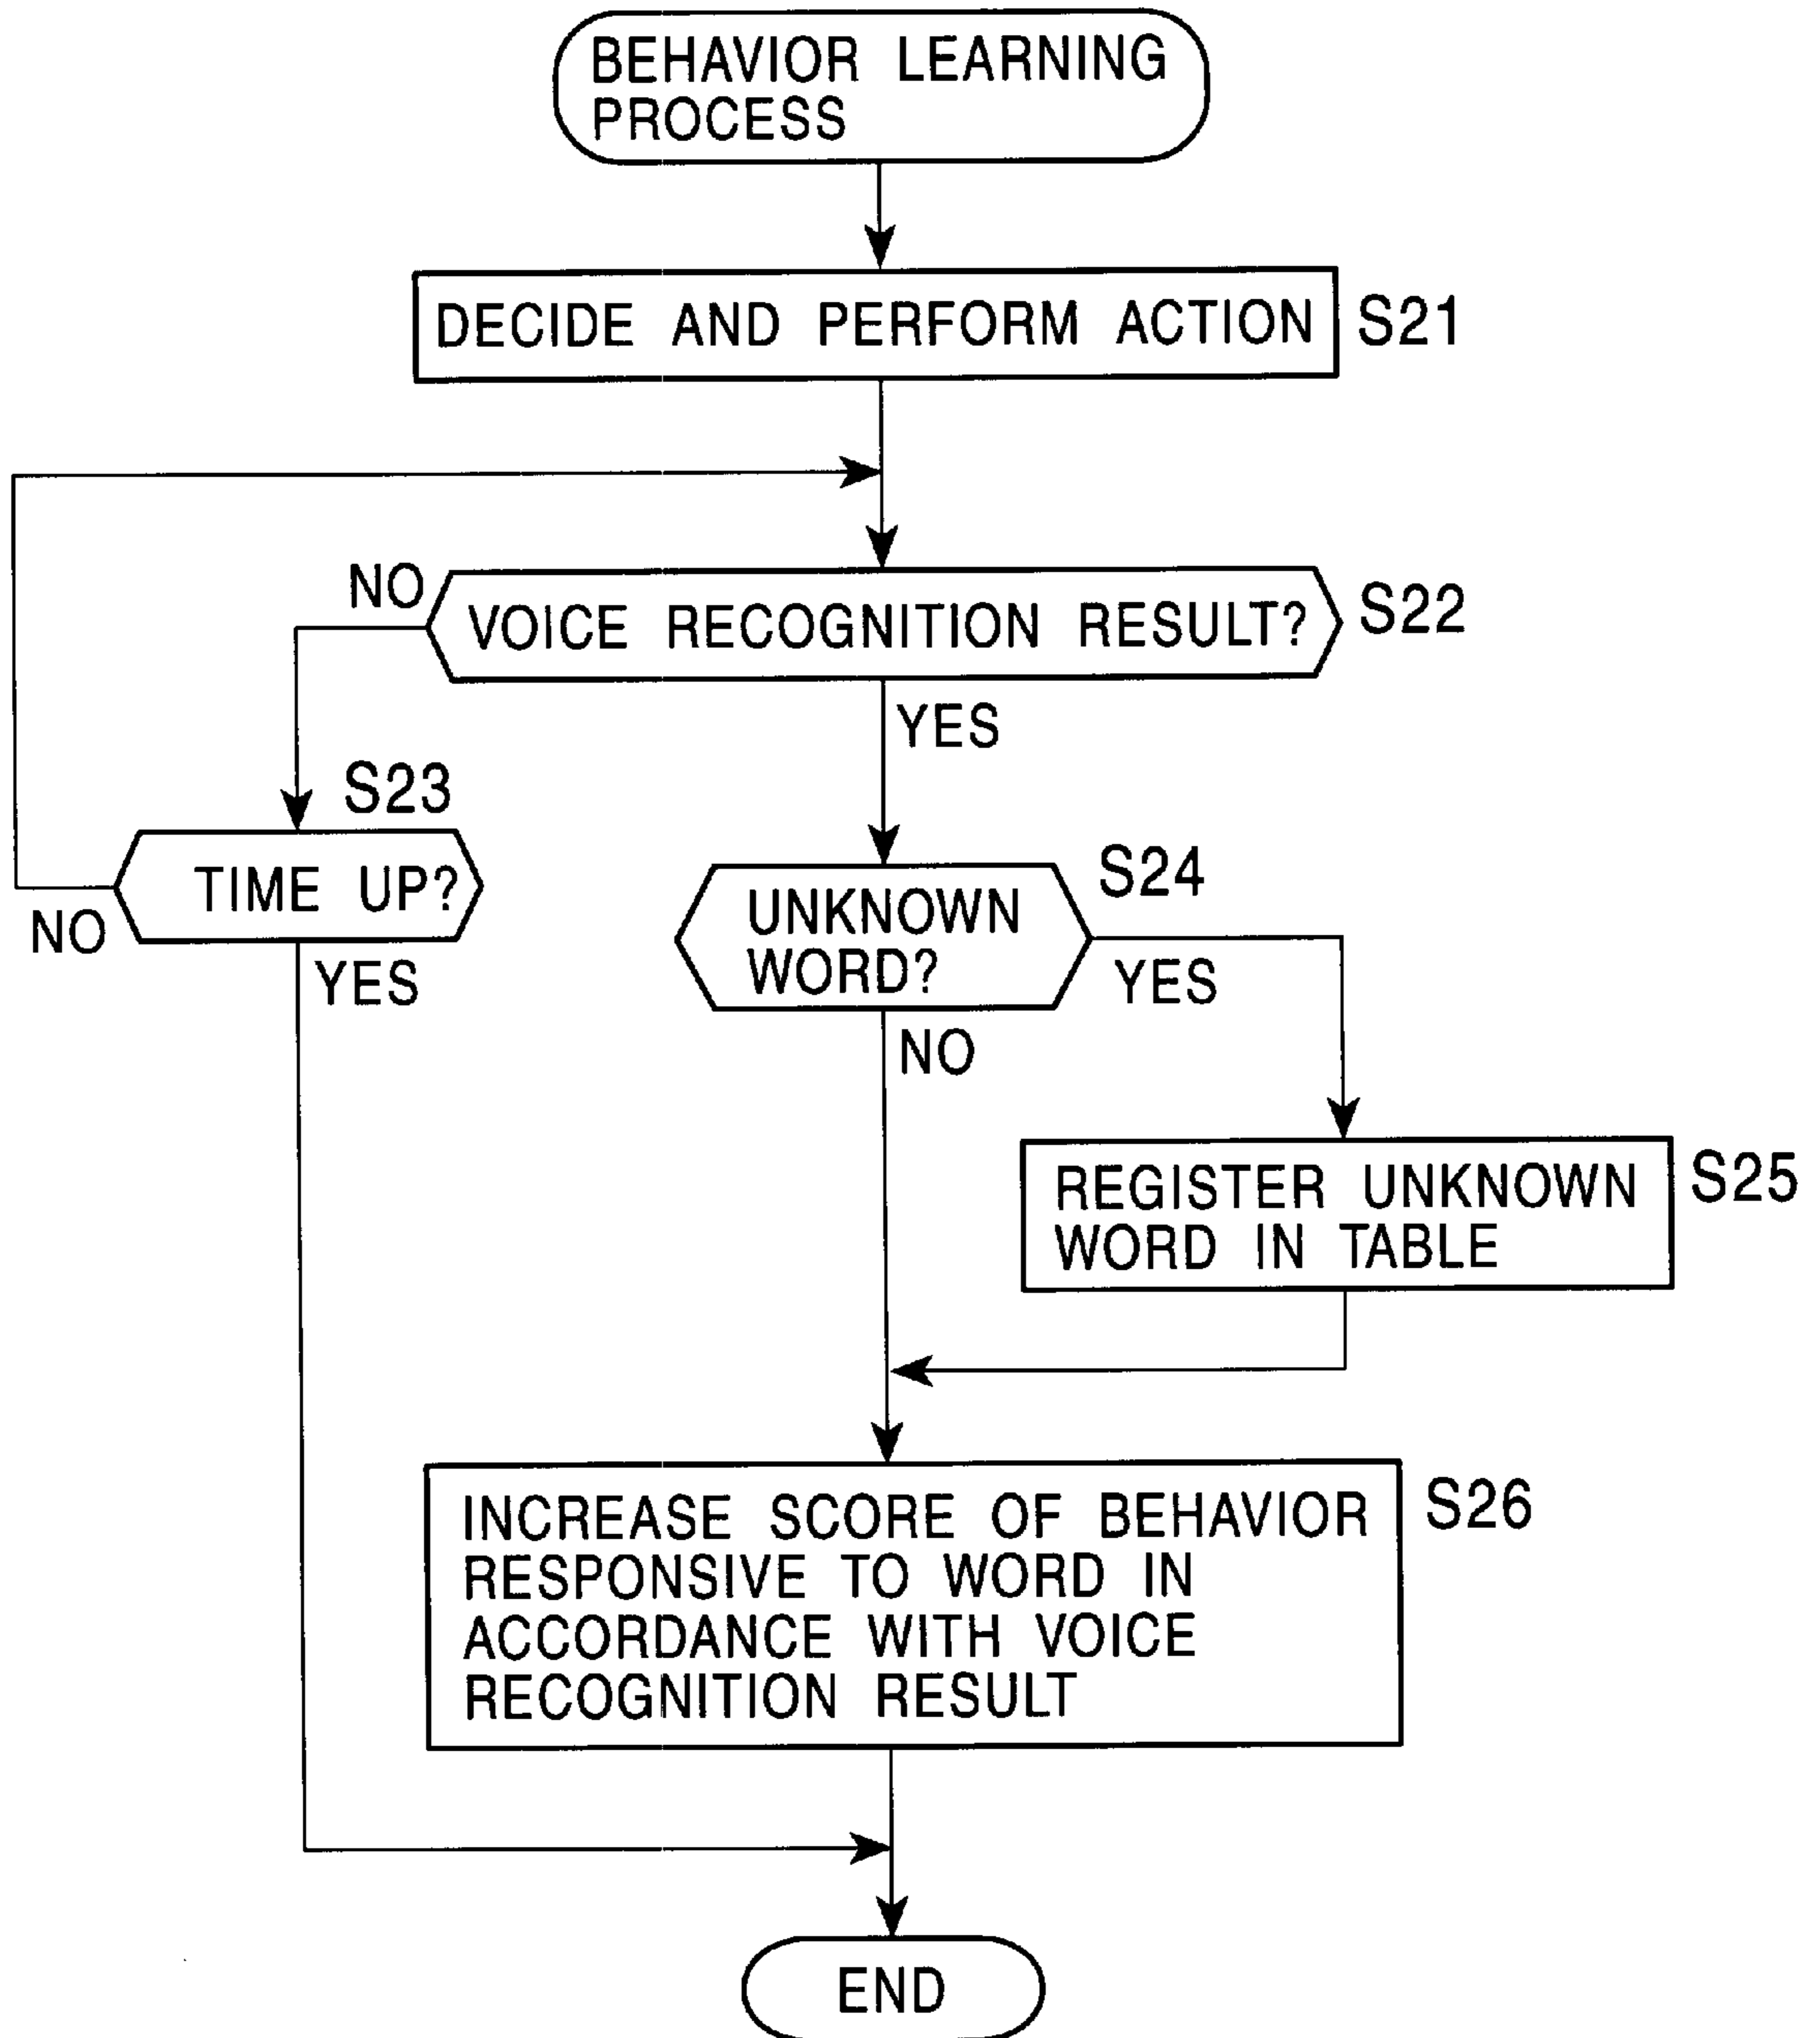 BEHAVIOR LEARNING
PROCESS
DECIDE AND PERFORM ACTION
S21
NO
VOICE RECOGNITION RESULT?
S22
YES
S23
TIME UP?
NO
YES
S24
UNKNOWN
WORD?
YES
NO
REGISTER UNKNOWN
WORD IN TABLE
S25
INCREASE SCORE OF BEHAVIOR
RESPONSIVE TO WORD IN
ACCORDANCE WITH VOICE
RECOGNITION RESULT
S26
END